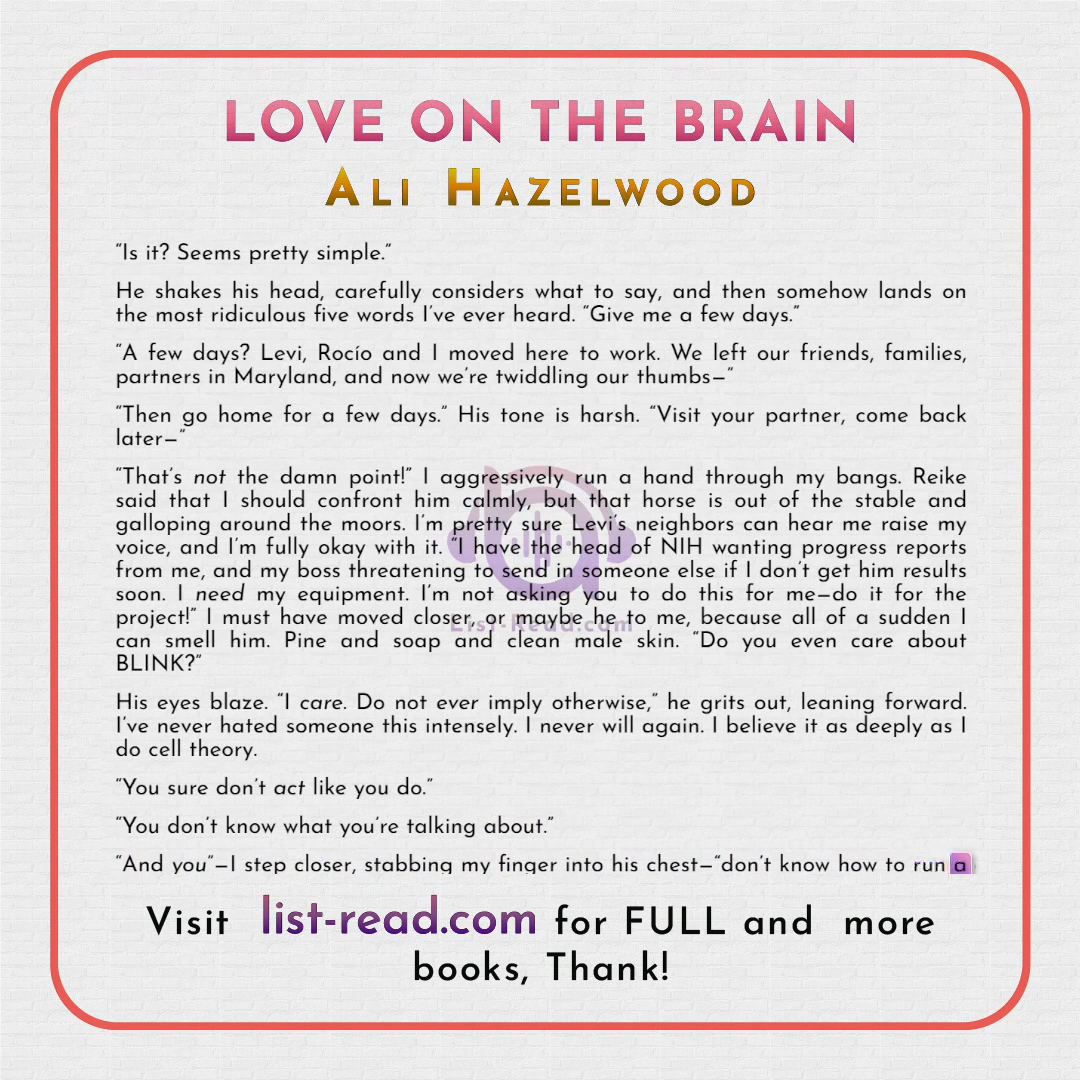 LOVE ON THE BRAIN
ALI HAZELWOOD
“Is it? Seems pretty simple.”
He shakes his head, carefully considers what to say, and then somehow lands on
the most ridiculous five words I’ve ever heard. “Give me a few days.”
“A few days? Levi, Rocío and I moved here to work. We left our friends, families,
partners in Maryland, and now we’re twiddling our thumbs—”
“Then go home for a few days.” His tone is harsh. “Visit your partner, come back
later—”
“That’s not the damn point!” I aggressively run a hand through my bangs. Reike
said that I should confront him calmly, but that horse is out of the stable and
galloping around the moors. I’m pretty sure Levi’s neighbors can hear me raise my
voice, and I’m fully okay with it. “I have the head of NIH wanting progress reports
from me, and my boss threatening to send in someone else if I don’t get him results
soon. I need my equipment. I’m not asking you to do this for me—do it for the
project!” I must have moved closer, or maybe he to me, because all of a sudden I
can smell him. Pine and soap and clean male skin. “Do you even care about
BLINK?”
His eyes blaze. “I care. Do not ever imply otherwise,” he grits out, leaning forward.
I’ve never hated someone this intensely. I never will again. I believe it as deeply as I
do cell theory.
“You sure don’t act like you do.”
“You don’t know what you’re talking about.”
“And you”—I step closer, stabbing my finger into his chest—“don’t know how to run a
List-Read.com
Visit list-read.com for FULL and more
books, Thank!